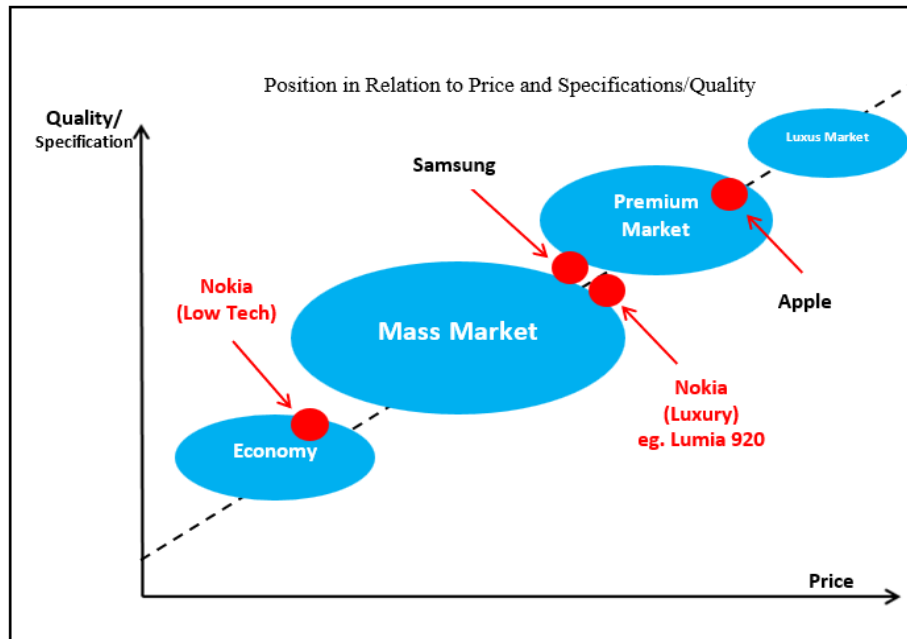 Position in Relation to Price and Specifications/Quality
Quality/
Specification
Luxus Market
Samsung
Premium
Market
Nokia
(Low Tech)
Apple
Mass Market
Nokia
(Luxury)
eg. Lumia 920
Economy
Price